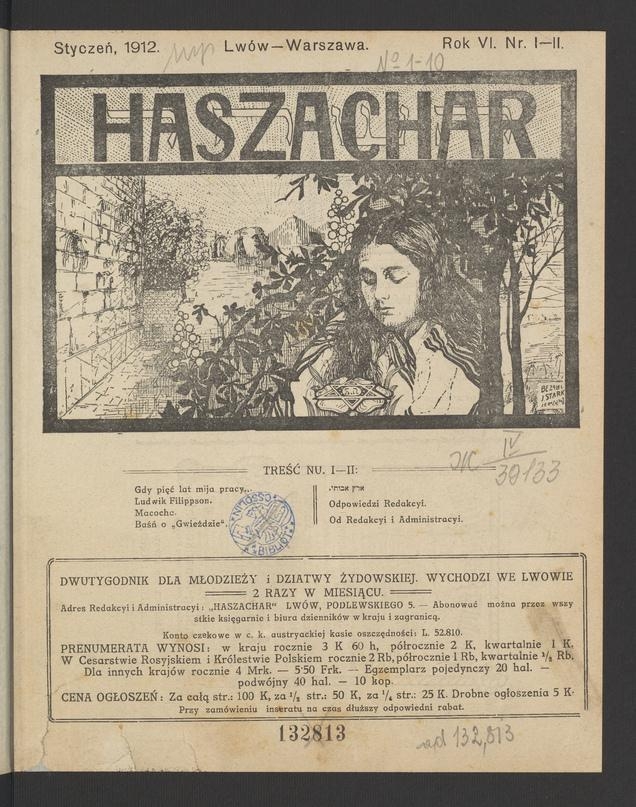 Styczeń, 1912.
Lwów—Warszawa.
Rok VI. Nr. I—II.
No 1-10
HASZACHAR
TREŚĆ NU. I—II:
IV
30133
Gdy pięć lat mija pracy...
Ludwik Filippson.
Macocha.
Baśń o „Gwieździe“.
ארץ אבותי.
Odpowiedzi Redakcyi.
Od Redakcyi i Administracyi.
DWUTYGODNIK DLA MŁODZIEŻY i DZIATWY ŻYDOWSKIEJ. WYCHODZI WE LWOWIE
2 RAZY W MIESIĄCU.
Adres Redakcyi i Administracyi: „HASZACHAR“ LWÓW, PODLEWSKIEGO 5. — Abonować można przez wszy
stkie księgarnie i biura dzienników w kraju i zagranicą.
Konto czekowe w c. k. austryackiej kasie oszczędności: L. 52.810.
PRENUMERATA WYNOSI: w kraju rocznie 3 K 60 h, półrocznie 2 K, kwartalnie 1 K.
W Cesarstwie Rosyjskiem i Królestwie Polskiem rocznie 2 Rb, półrocznie 1 Rb, kwartalnie ½ Rb.
Dla innych krajów rocznie 4 Mrk. — 5·50 Frk. — Egzemplarz pojedynczy 20 hal. —
podwójny 40 hal. — 10 kop.
CENA OGŁOSZEŃ: Za całą str.: 100 K, za ½ str.: 50 K, za ¼ str.: 25 K. Drobne ogłoszenia 5 K·
Przy zamówieniu inseratu na czas dłuższy odpowiedni rabat.
132813
ad 132,813